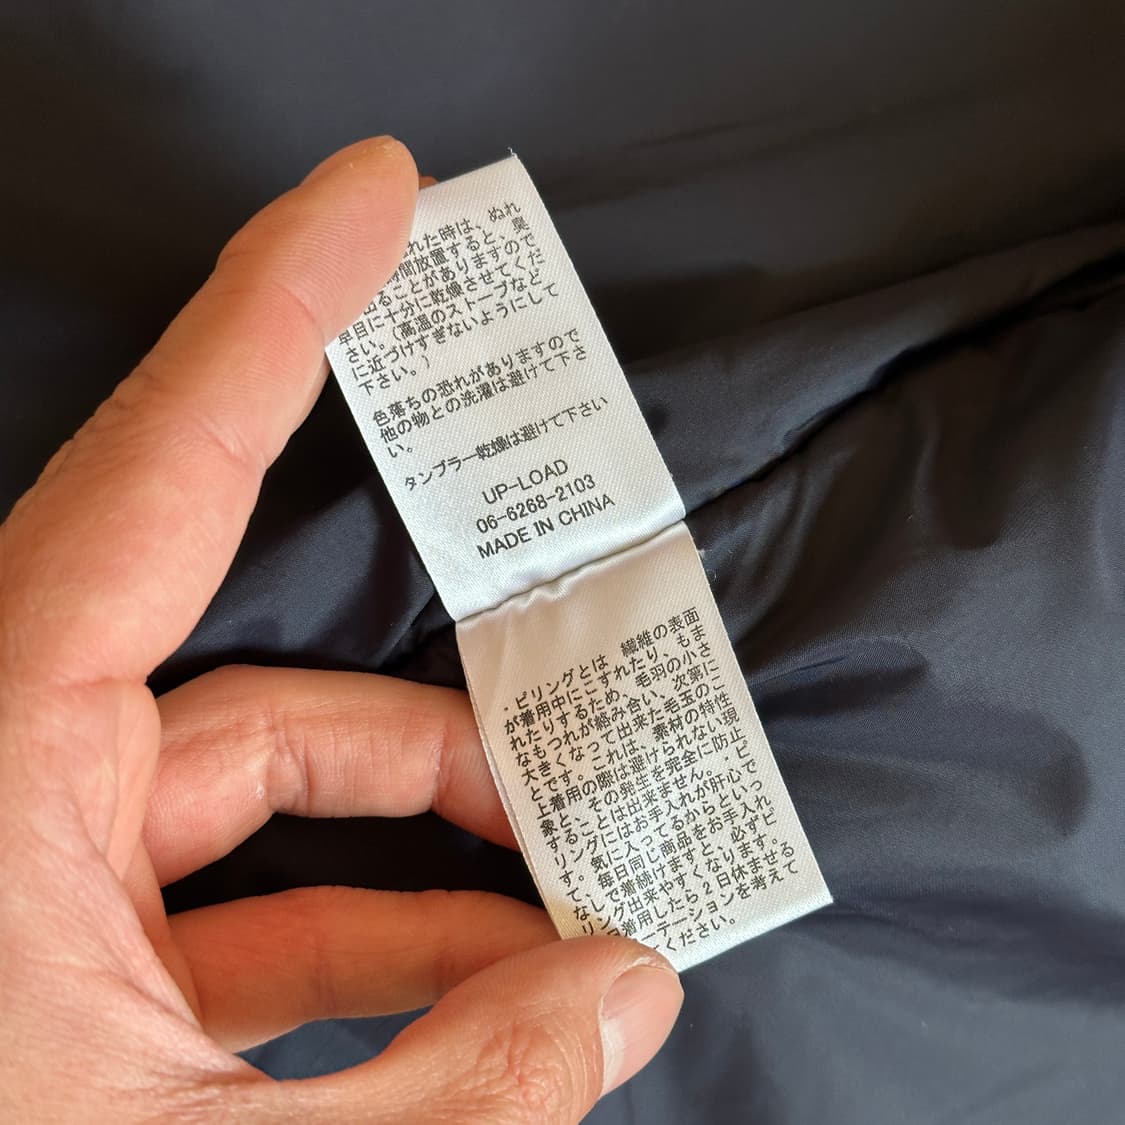 ぬれ
れた時は、臭
時間放置すると、
出ることがありますので
早目に十分に乾燥させてくだ
さい。(高温のストーブなど
に近づけすぎないようにして
下さい。)
色落ちの恐れがありますので
他の物との洗濯は避けて下さ
い。
タンブラー乾燥は避けて下さい
UP-LOAD
06-6268-2103
MADE IN CHINA
・ピリングとは 繊維の表面
が着用中にこすれたり、もま
れたりするため、毛羽の小さ
なもつれが絡み合い、次第に
大きくなって出来た毛玉のこ
とです。これは、素材の特性
上着用の際は避けられない現
象と、その発生を完全に防止
することは出来ません。・ピ
リングにはお手入れが肝心で
す。気に入ってるからといっ
て、毎日同じ商品をお手入れ
なしで着続けますと、必ずピ
リング出来やすくなります。
日着用したら2日休ませる
ーテーションを考えて
ください。